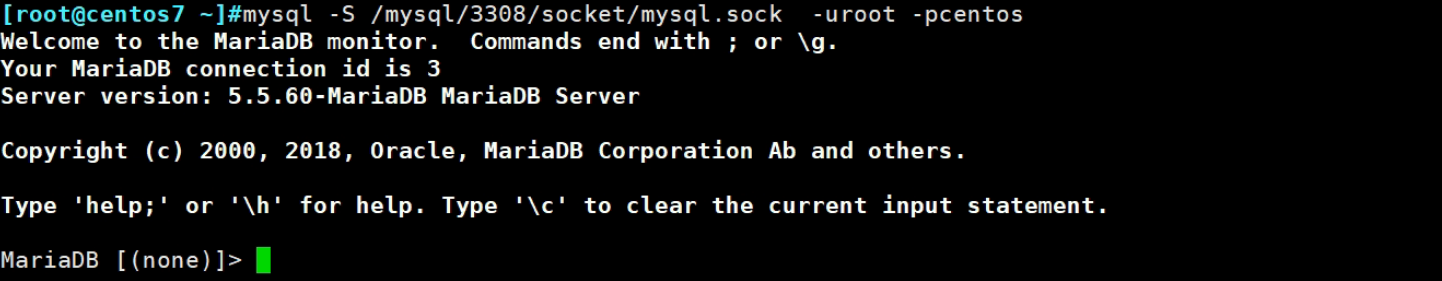 [root@centos7 ~]#mysql -S /mysql/3308/socket/mysql.sock  -uroot -pcentos
Welcome to the MariaDB monitor.  Commands end with ; or \g.
Your MariaDB connection id is 3
Server version: 5.5.60-MariaDB MariaDB Server
Copyright (c) 2000, 2018, Oracle, MariaDB Corporation Ab and others.
Type 'help;' or '\h' for help. Type '\c' to clear the current input statement.
MariaDB [(none)]>